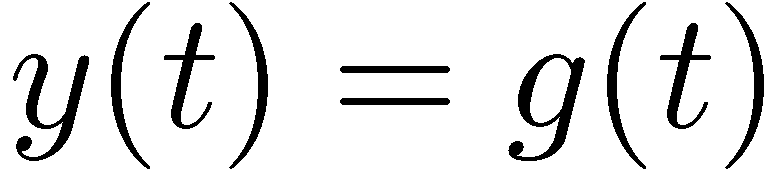 y(t) = g(t)